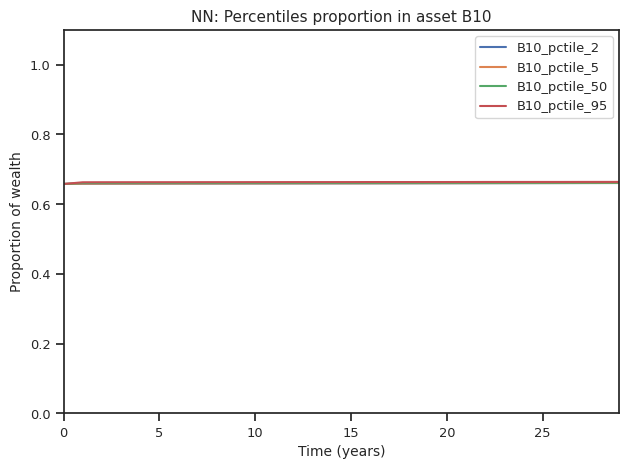 NN: Percentiles proportion in asset B10
B10_pctile_2
B10_pctile_5
B10_pctile_50
B10_pctile_95
1.0
0.8
0.6
0.4
0.2
0.0
Proportion of wealth
0 5 10 15 20 25
Time (years)